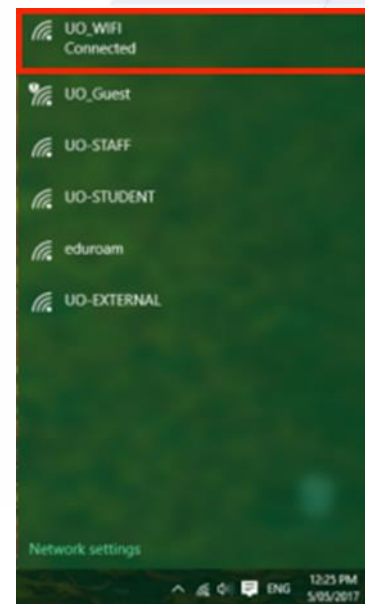 UO_WIFI
Connected
UO_Guest
UO-STAFF
UO-STUDENT
eduroam
UO-EXTERNAL
Network settings
ENG
12:25 PM
5/05/2017